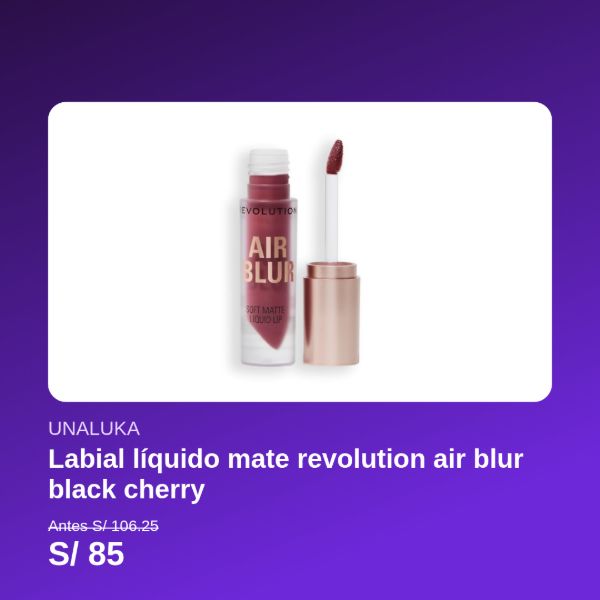 REVOLUTION
AIR
BLUR
SOFT MATTE
LIQUID LIP
UNALUKA
Labial líquido mate revolution air blur
black cherry
Antes S/ 106.25
S/ 85